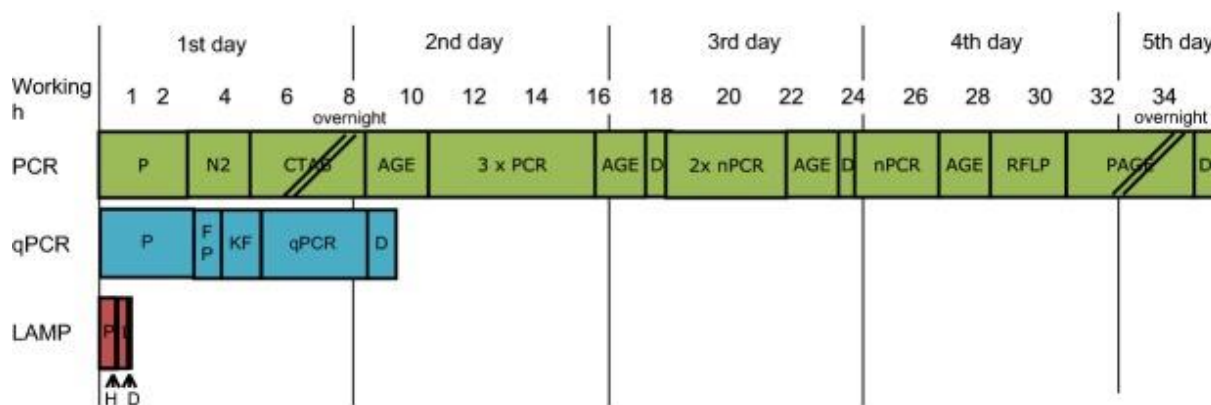 1st day 2nd day 3rd day 4th day 5th day
Working h 1 2 4 6 8 10 12 14 16 18 20 22 24 26 28 30 32 34
overnight overnight
PCR P N2 CTAB AGE 3 x PCR AGE D 2x nPCR AGE D nPCR AGE RFLP PAGE D
qPCR P FP KF qPCR D
LAMP P L
H D